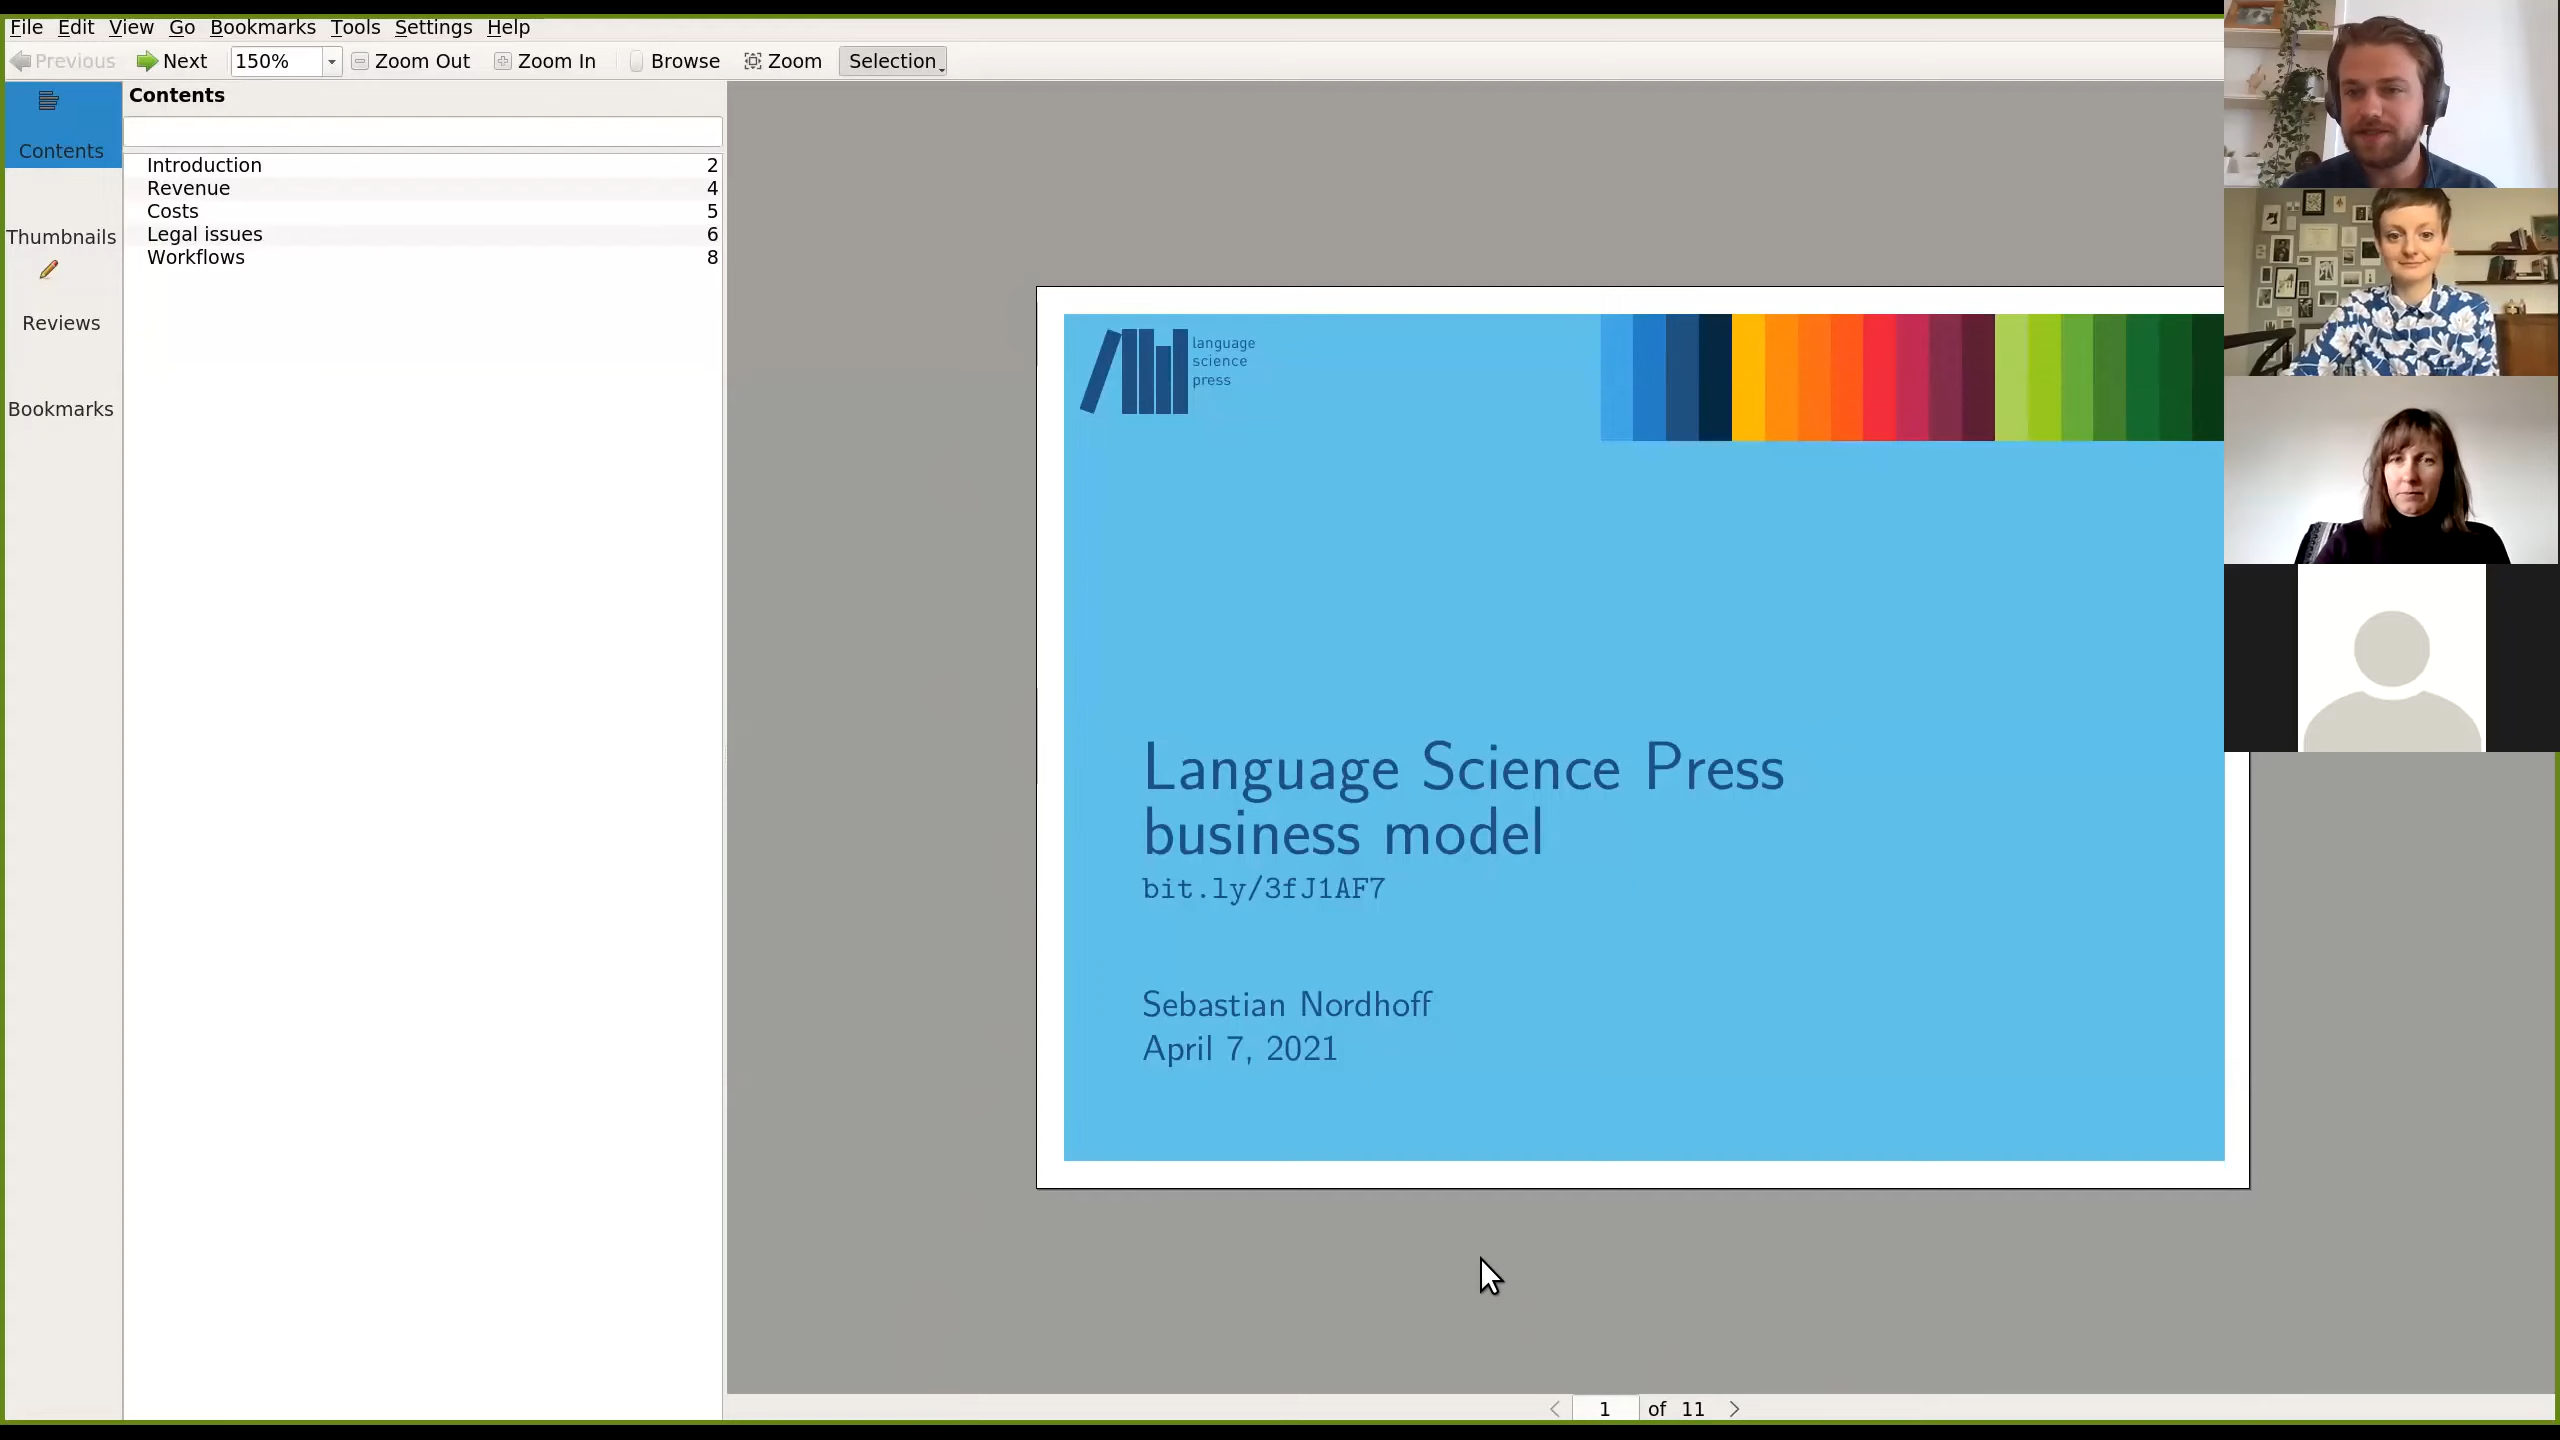 File Edit View Go Bookmarks Tools Settings Help
Previous Next 150% Zoom Out Zoom In Browse Zoom Selection
Contents
Thumbnails
Reviews
Bookmarks
Contents
Introduction 2
Revenue 4
Costs 5
Legal issues 6
Workflows 8
language
science
press
Language Science Press
business model
bit.ly/3fJ1AF7
Sebastian Nordhoff
April 7, 2021
1 of 11